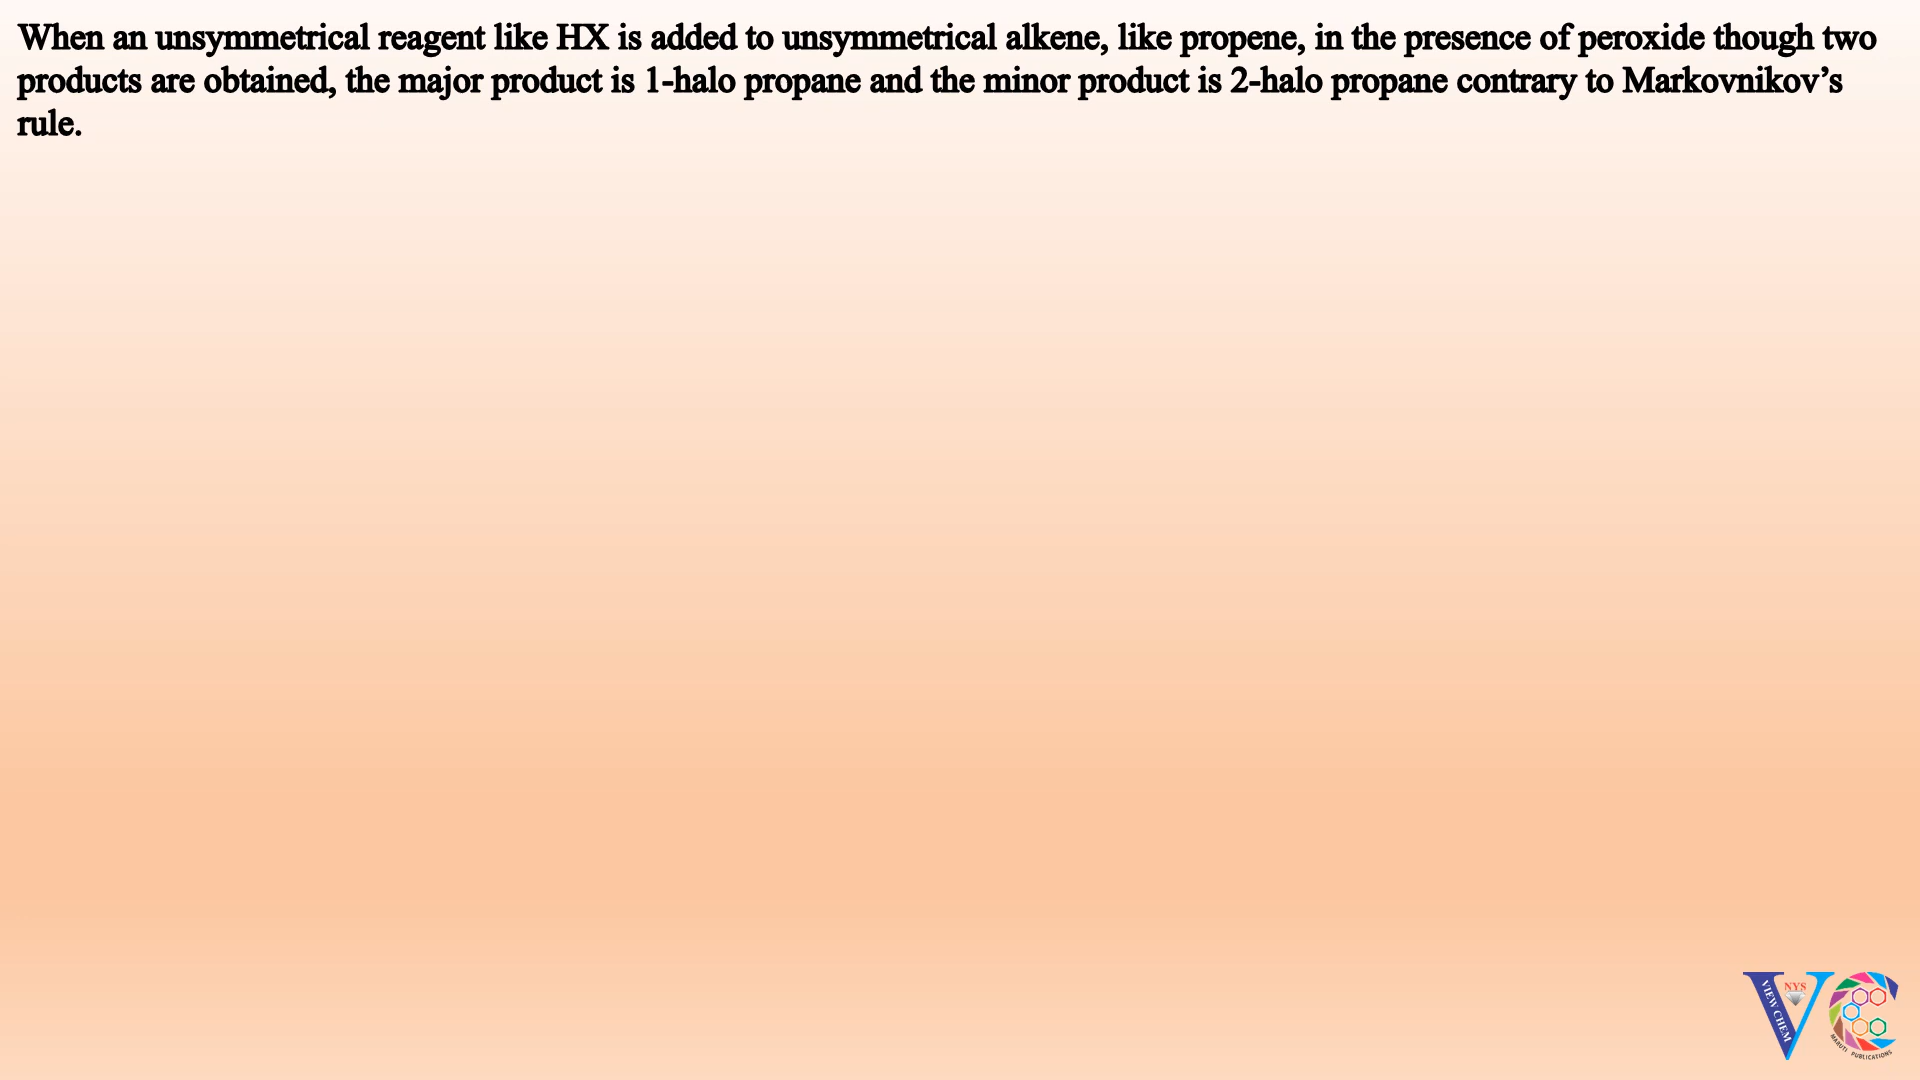 When an unsymmetrical reagent like HX is added to unsymmetrical alkene, like propene, in the presence of peroxide though two
products are obtained, the major product is 1-halo propane and the minor product is 2-halo propane contrary to Markovnikov’s
rule.
NYS
VIEW CHEM
MARUTI PUBLICATIONS